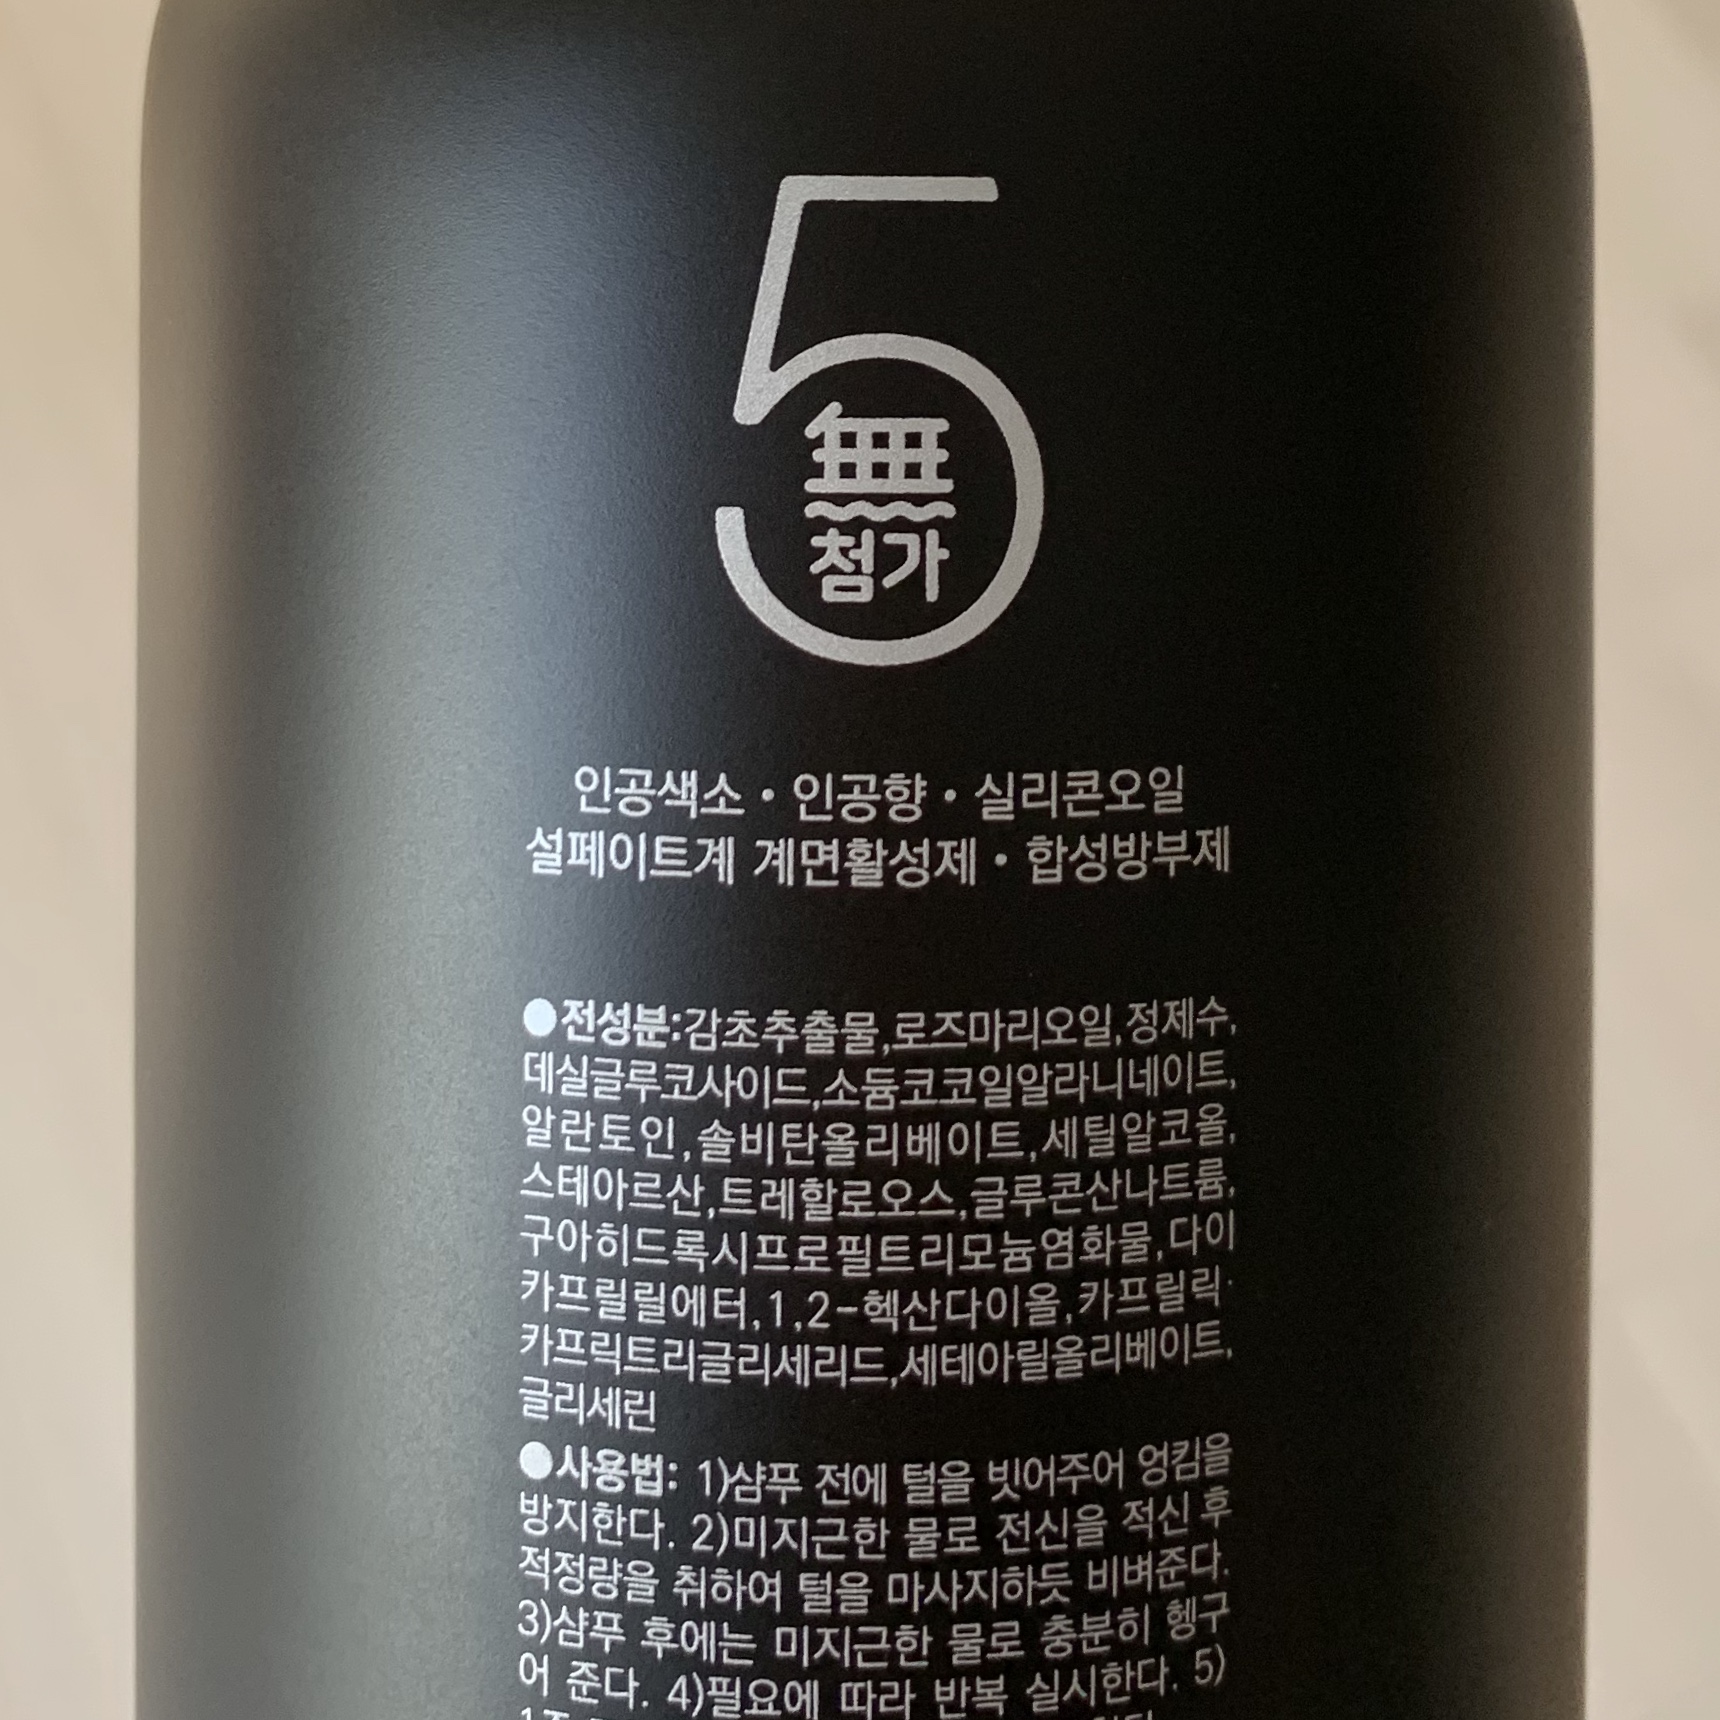 5
無
첨가
인공색소 • 인공향 • 실리콘오일
설페이트계 계면활성제 • 합성방부제
●전성분:감초추출물,로즈마리오일,정제수,
데실글루코사이드,소듐코코일알라니네이트,
알란토인,솔비탄올리베이트,세틸알코올,
스테아르산,트레할로오스,글루콘산나트륨,
구아히드록시프로필트리모늄염화물,다이
카프릴릴에터,1,2-헥산다이올,카프릴릭·
카프릭트리글리세리드,세테아릴올리베이트,
글리세린
●사용법: 1)샴푸 전에 털을 빗어주어 엉킴을
방지한다. 2)미지근한 물로 전신을 적신 후
적정량을 취하여 털을 마사지하듯 비벼준다.
3)샴푸 후에는 미지근한 물로 충분히 헹구
어 준다. 4)필요에 따라 반복 실시한다. 5)